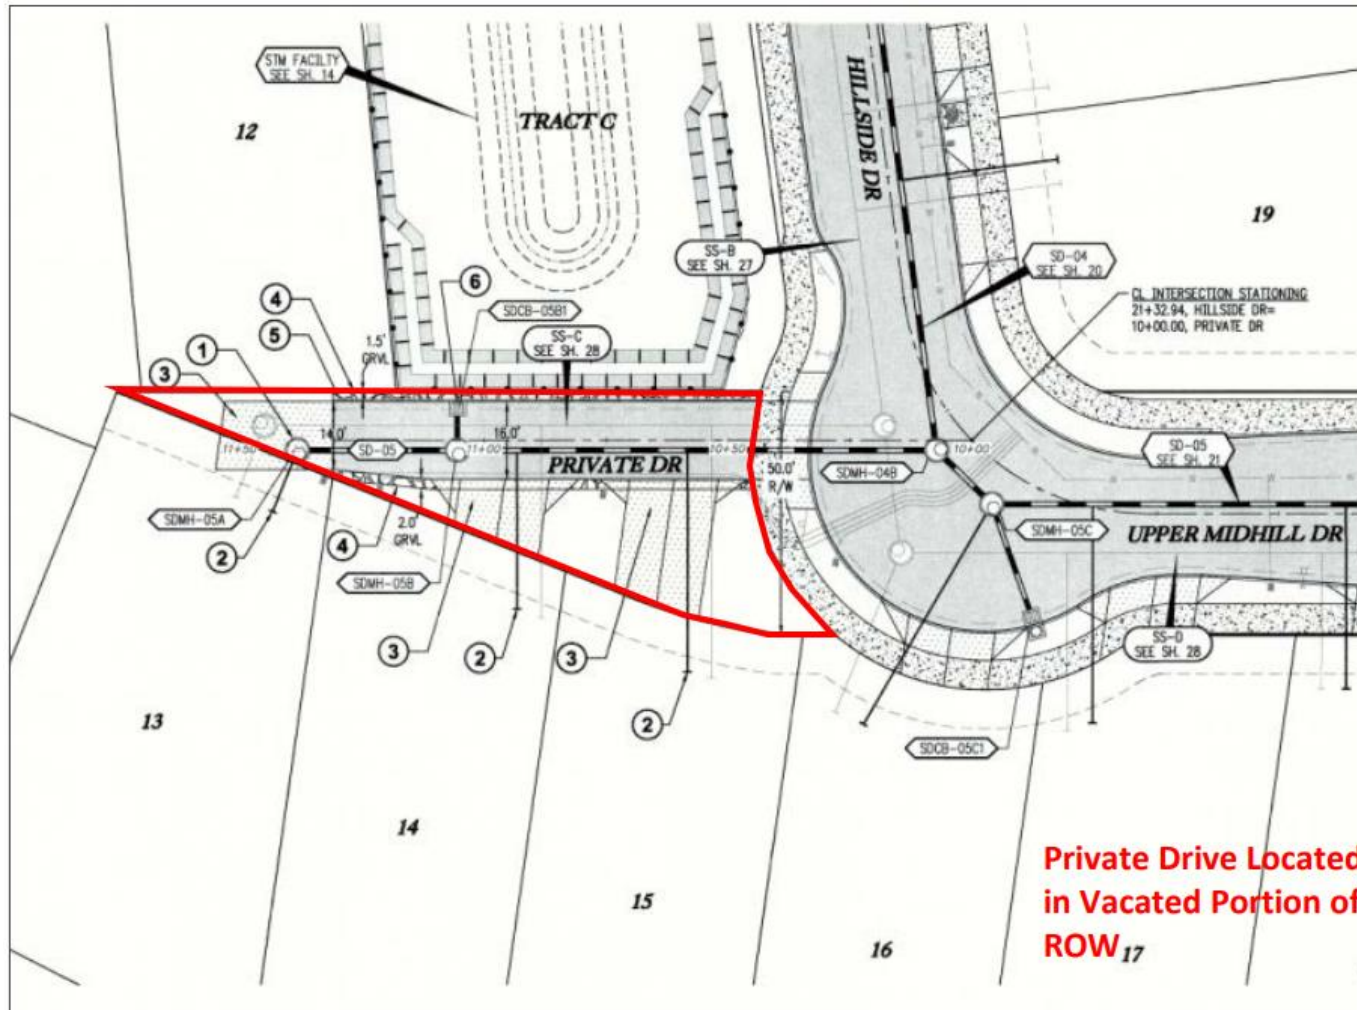 STM FACILTY
SEE SH. 14
12
TRACT C
HILLSIDE DR
19
SS-B
SEE SH. 27
SD-04
SEE SH. 20
6
4
SDCB-05B1
CL INTERSECTION STATIONING
21+32.94, HILLSIDE DR=
10+00.00, PRIVATE DR
5
1
1.5'
GRVL
SS-C
SEE SH. 28
3
14.0'
16.0'
11+50
SD-05
11+00
10+50
10+00
PRIVATE DR
50.0'
R/W
SDMH-04B
SD-05
SEE SH. 21
SDMH-05A
2.0'
GRVL
SDMH-05C
UPPER MIDHILL DR
2
4
SDMH-05B
3
2
3
SS-D
SEE SH. 28
2
13
SDCB-05C1
14
15
16
17
Private Drive Located
in Vacated Portion of
ROW